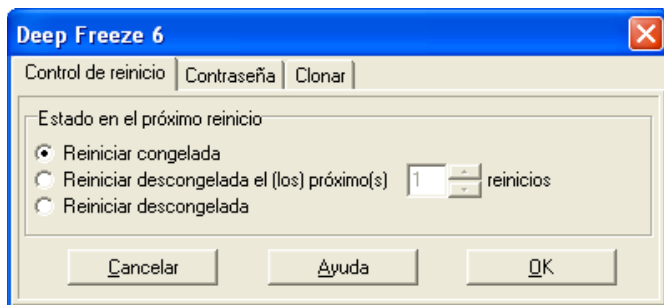 Deep Freeze 6
Control de reinicio Contraseña Clonar
Estado en el próximo reinicio
Reiniciar congelada
Reiniciar descongelada el (los) próximo(s) 1 reinicios
Reiniciar descongelada
Cancelar Ayuda OK